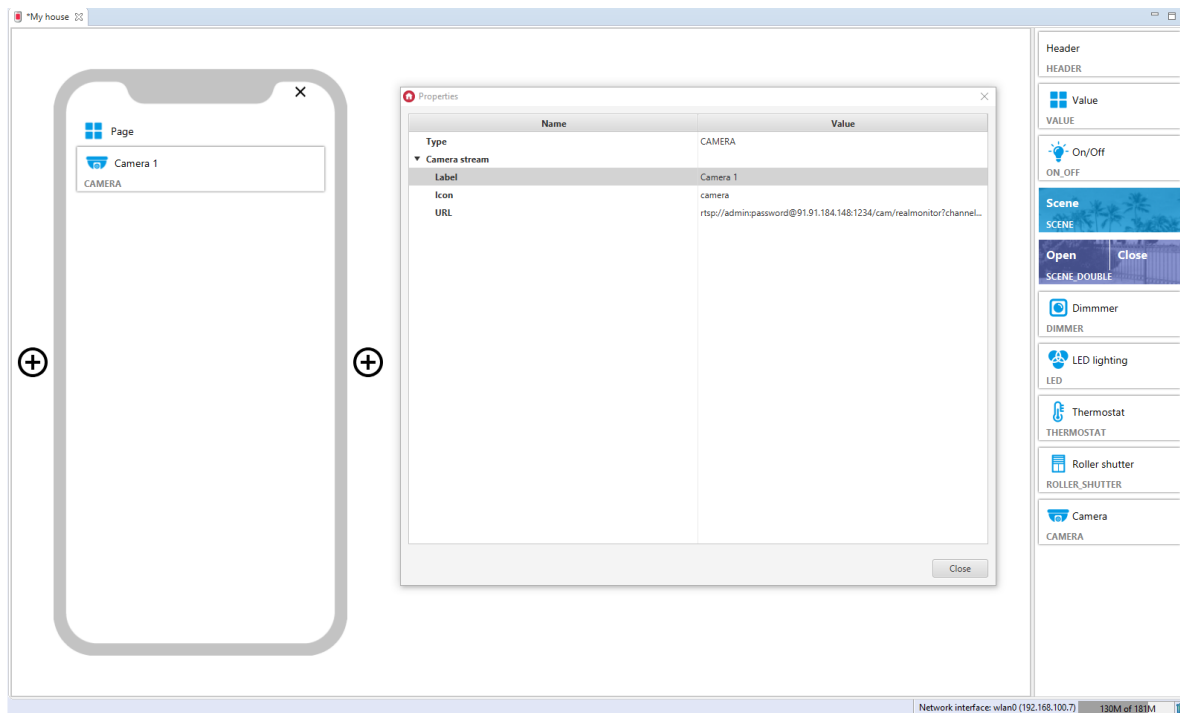 *My house
Page
Camera 1
CAMERA
Properties
Name Value
Type CAMERA
Camera stream
Label Camera 1
Icon camera
URL rtsp://admin:password@91.91.184.148:1234/cam/realmonitor?channel...
Close
Header
HEADER
Value
VALUE
On/Off
ON_OFF
Scene
SCENE
Open Close
SCENE_DOUBLE
Dimmmer
DIMMER
LED lighting
LED
Thermostat
THERMOSTAT
Roller shutter
ROLLER_SHUTTER
Camera
CAMERA
Network interface: wlan0 (192.168.100.7) 130M of 181M